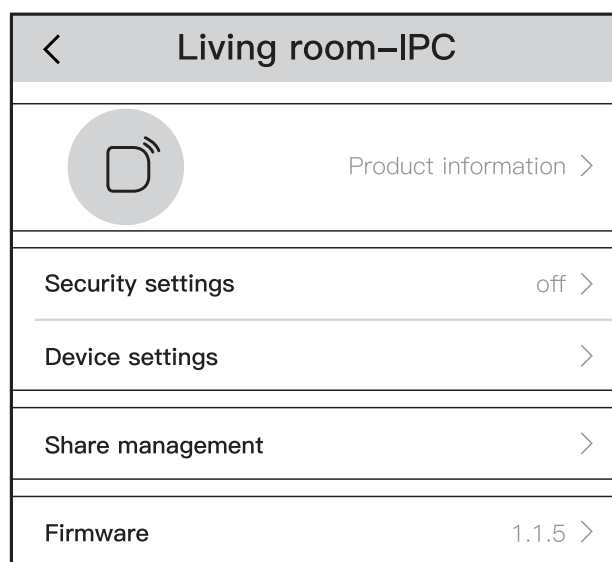 Living room–IPC
Product information
Security settings off
Device settings
Share management
Firmware 1.1.5